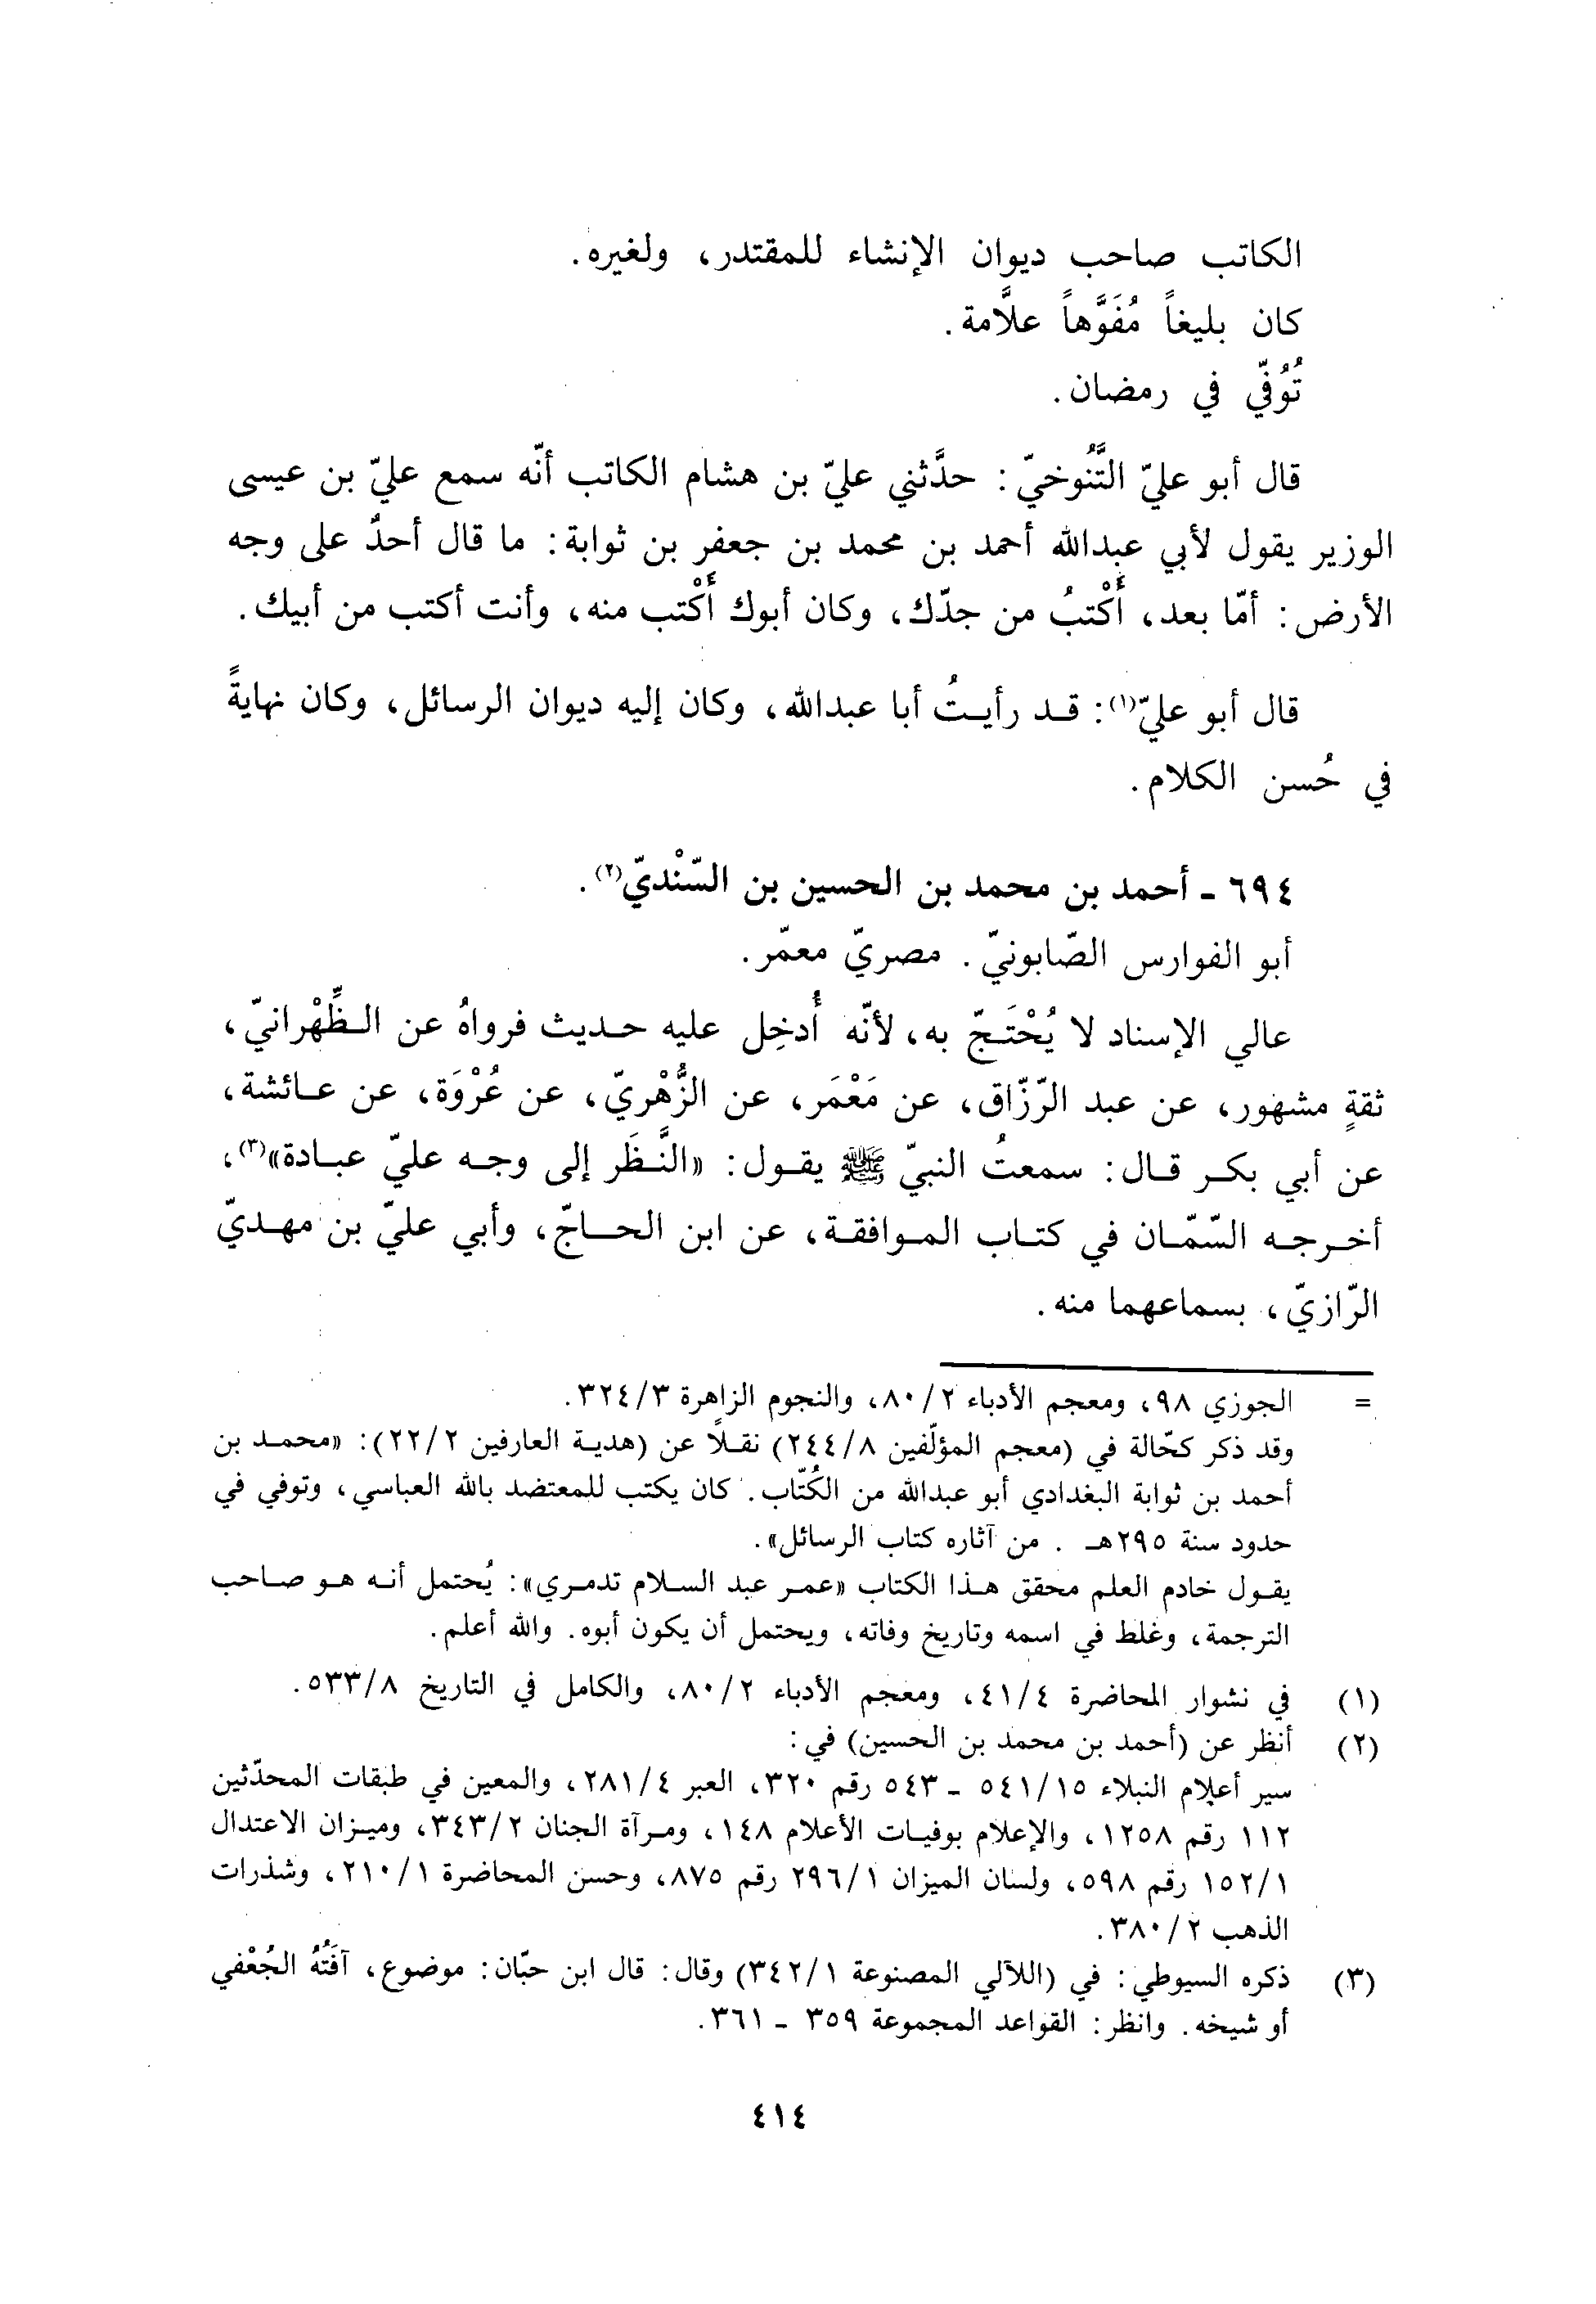 الكاتب صاحب ديوان الإنشاء للمقتدر، ولغيره.
كان بليغاً مُفَوَّهاً علاَّمة.
تُوُفّي في رمضان.
قال أبو عليّ التَّنُوخيّ: حدَّثني عليّ بن هشام الكاتب أنّه سمع عليّ بن عيسى
الوزير يقول لأبي عبدالله أحمد بن محمد بن جعفر بن ثوابة: ما قال أحدٌ على وجه
الأرض: أمّا بعد، أَكْتبُ من جدّك، وكان أبوك أَكْتب منه، وأنت أكتب من أبيك.
قال أبو عليّ(١): قد رأيتُ أبا عبدالله، وكان إليه ديوان الرسائل، وكان نهايةً
في حُسن الكلام.
٦٩٤ - أحمد بن محمد بن الحسين بن السّنْديّ(٢).
أبو الفوارس الصّابونيّ. مصريّ معمّر.
عالي الإسناد لا يُحْتَجّ به، لأنّه أُدخِل عليه حديث فرواهُ عن الظِّهْرانيّ،
ثقةٍ مشهور، عن عبد الرّزّاق، عن مَعْمَر، عن الزُّهْريّ، عن عُرْوَة، عن عائشة،
عن أبي بكر قال: سمعتُ النبيّ ﷺ يقول: «النَّظَر إلى وجه عليّ عبادة»(٣)،
أخرجه السّمّان في كتاب الموافقة، عن ابن الحاجّ، وأبي عليّ بن مهديّ
الرّازيّ، بسماعهما منه.
= الجوزي ٩٨، ومعجم الأدباء ٨٠/٢، والنجوم الزاهرة ٣٢٤/٣.
وقد ذكر كحّالة في (معجم المؤلّفين ٢٤٤/٨) نقلاً عن (هدية العارفين ٢٢/٢): «محمد بن
أحمد بن ثوابة البغدادي أبو عبدالله من الكُتّاب. كان يكتب للمعتضد بالله العباسي، وتوفي في
حدود سنة ٢٩٥هـ . من آثاره كتاب الرسائل».
يقول خادم العلم محقق هذا الكتاب «عمر عبد السلام تدمري»: يُحتمل أنه هو صاحب
الترجمة، وغلط في اسمه وتاريخ وفاته، ويحتمل أن يكون أبوه. والله أعلم.
(١) في نشوار المحاضرة ٤١/٤، ومعجم الأدباء ٨٠/٢، والكامل في التاريخ ٥٣٣/٨.
(٢) أنظر عن (أحمد بن محمد بن الحسين) في:
سير أعلام النبلاء ٥٤١/١٥ - ٥٤٣ رقم ٣٢٠، العبر ٢٨١/٤، والمعين في طبقات المحدّثين
١١٢ رقم ١٢٥٨، والإعلام بوفيات الأعلام ١٤٨، ومرآة الجنان ٣٤٣/٢، وميزان الاعتدال
١٥٢/١ رقم ٥٩٨، ولسان الميزان ٢٩٦/١ رقم ٨٧٥، وحسن المحاضرة ٢١٠/١، وشذرات
الذهب ٣٨٠/٢.
(٣) ذكره السيوطي: في (اللآلي المصنوعة ٣٤٢/١) وقال: قال ابن حبّان: موضوع، آفَتُهُ الجُعْفي
أو شيخه. وانظر: القواعد المجموعة ٣٥٩ - ٣٦١.
٤١٤